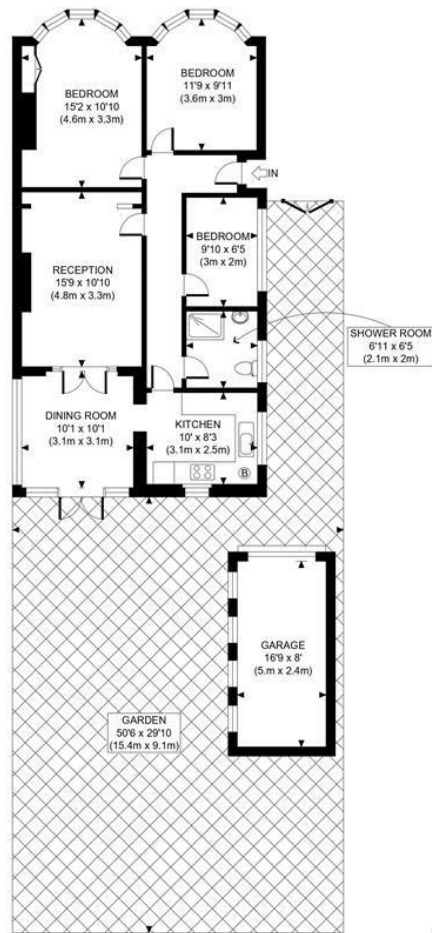 BEDROOM
15'2 x 10'10
(4.6m x 3.3m)
BEDROOM
11'9 x 9'11
(3.6m x 3m)
IN
BEDROOM
9'10 x 6'5
(3m x 2m)
RECEPTION
15'9 x 10'10
(4.8m x 3.3m)
SHOWER ROOM
6'11 x 6'5
(2.1m x 2m)
DINING ROOM
10'1 x 10'1
(3.1m x 3.1m)
KITCHEN
10' x 8'3
(3.1m x 2.5m)
B
GARAGE
16'9 x 8'
(5.m x 2.4m)
GARDEN
50'6 x 29'10
(15.4m x 9.1m)